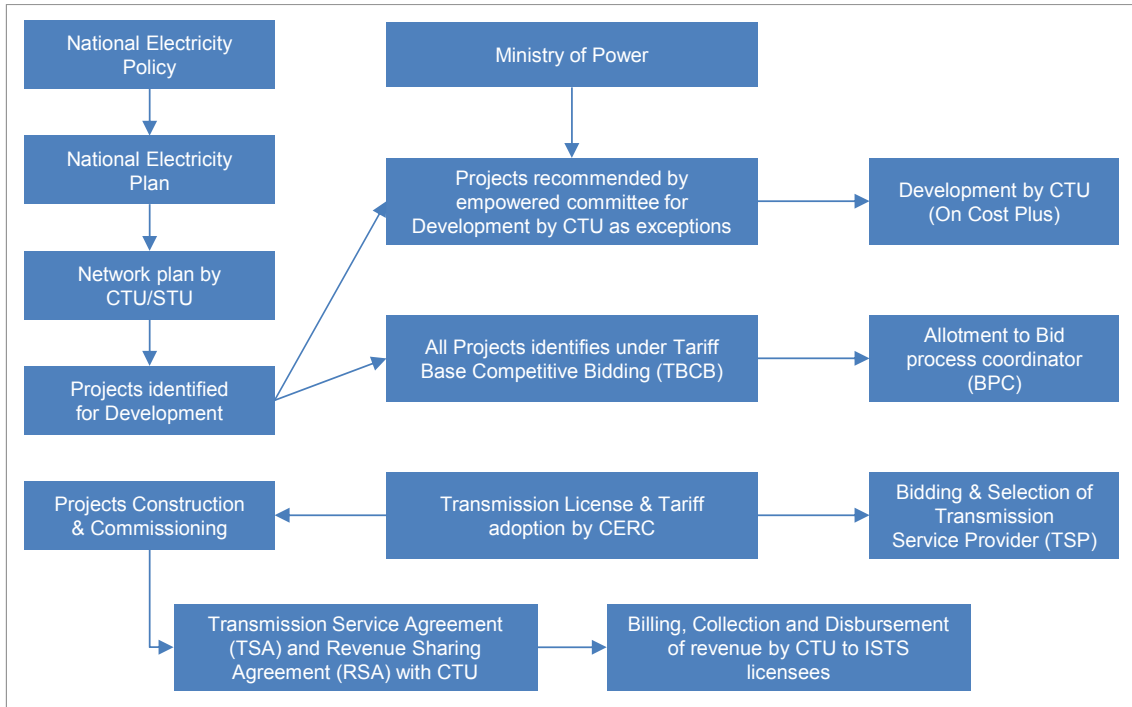 National Electricity
Policy
Ministry of Power
National Electricity
Plan
Projects recommended by
empowered committee for
Development by CTU as exceptions
Development by CTU
(On Cost Plus)
Network plan by
CTU/STU
All Projects identifies under Tariff
Base Competitive Bidding (TBCB)
Allotment to Bid
process coordinator
(BPC)
Projects identified
for Development
Projects Construction
& Commissioning
Transmission License & Tariff
adoption by CERC
Bidding & Selection of
Transmission
Service Provider (TSP)
Transmission Service Agreement
(TSA) and Revenue Sharing
Agreement (RSA) with CTU
Billing, Collection and Disbursement
of revenue by CTU to ISTS
licensees